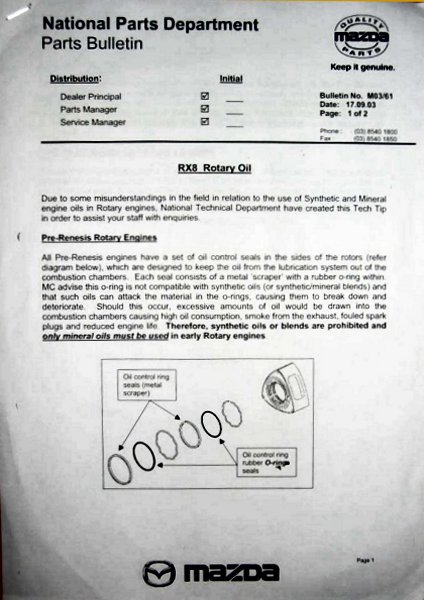 National Parts Department
Parts Bulletin
QUALITY
mazda
PARTS
Keep it genuine.
Distribution: Initial
Dealer Principal
Parts Manager
Service Manager
Bulletin No. M03/61
Date: 17.09.03
Page: 1 of 2
Phone : (03) 8540 1800
Fax (03) 8540 1850
RX8 Rotary Oil
Due to some misunderstandings in the field in relation to the use of Synthetic and Mineral
engine oils in Rotary engines, National Technical Department have created this Tech Tip
in order to assist your staff with enquiries.
Pre-Renesis Rotary Engines
All Pre-Renesis engines have a set of oil control seals in the sides of the rotors (refer
diagram below), which are designed to keep the oil from the lubrication system out of the
combustion chambers. Each seal consists of a metal 'scraper' with a rubber o-ring within.
MC advise this o-ring is not compatible with synthetic oils (or synthetic/mineral blends) and
that such oils can attack the material in the o-rings, causing them to break down and
deteriorate. Should this occur, excessive amounts of oil would be drawn into the
combustion chambers causing high oil consumption, smoke from the exhaust, fouled spark
plugs and reduced engine life. Therefore, synthetic oils or blends are prohibited and
only mineral oils must be used in early Rotary engines.
Oil control ring
seals (metal
scraper)
Oil control ring
rubber O-ring
seals
Page 1
mazda